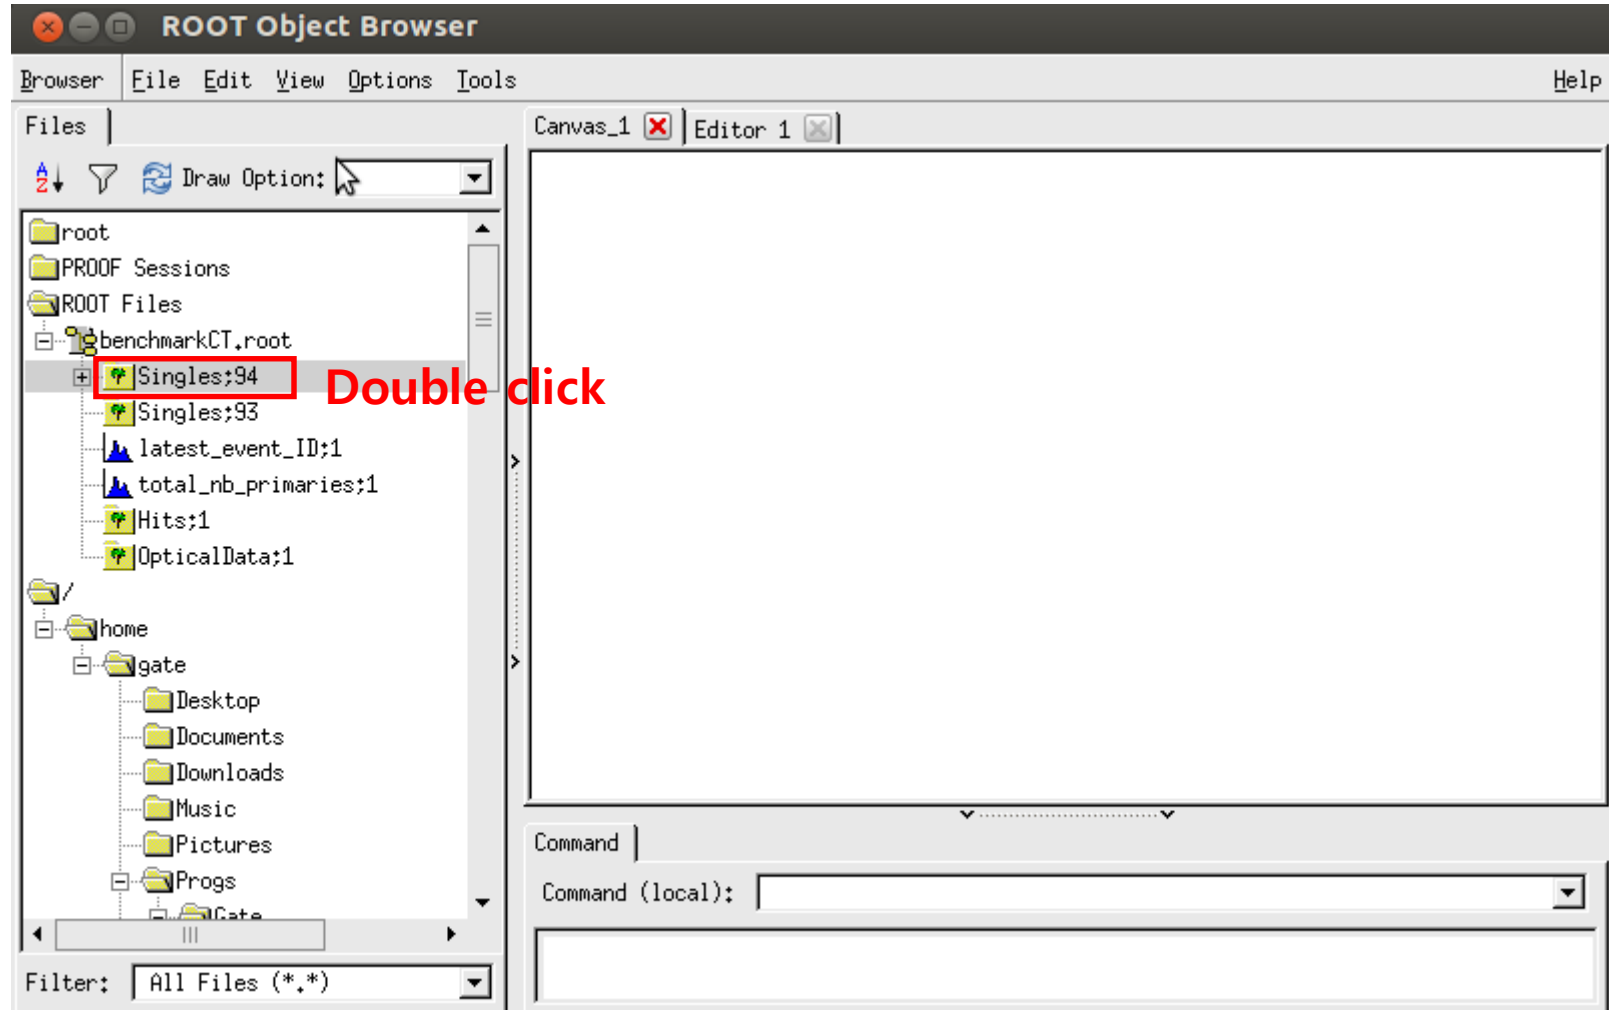 ROOT Object Browser
Browser File Edit View Options Tools Help
Files
Canvas_1 Editor 1
Draw Option:
root
PROOF Sessions
ROOT Files
benchmarkCT.root
Singles;94
Double click
Singles;93
latest_event_ID;1
total_nb_primaries;1
Hits;1
OpticalData;1
/
home
gate
Desktop
Documents
Downloads
Music
Pictures
Progs
Gate
Filter: All Files (*.*)
Command
Command (local):